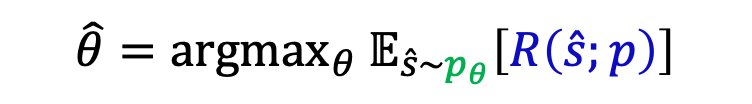 θ̂ = argmax_θ 𝔼_{ŝ~p_θ}[R(ŝ; p)]